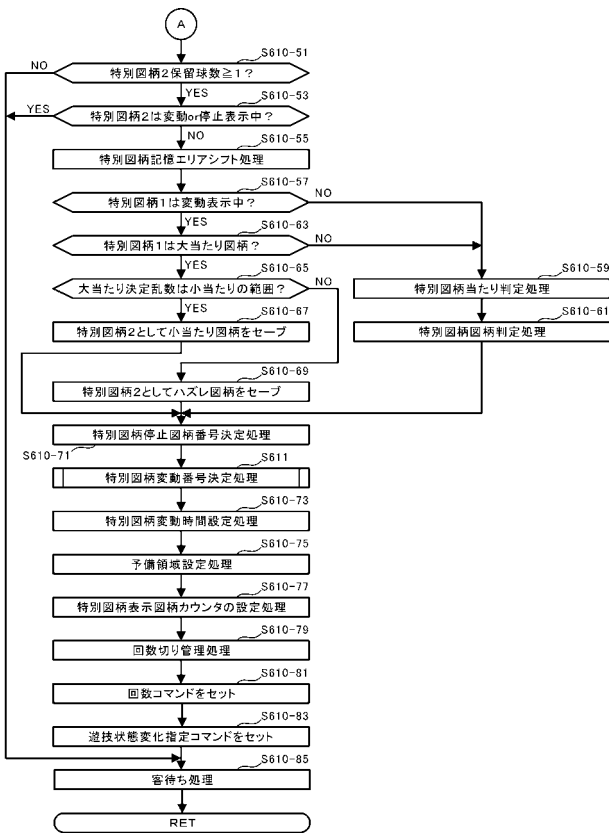 A
S610-51
NO
特別図柄2保留球数≧1？
YES
S610-53
YES
特別図柄2は変動or停止表示中？
NO
S610-55
特別図柄記憶エリアシフト処理
S610-57
特別図柄1は変動表示中？
NO
YES
S610-63
特別図柄1は大当たり図柄？
NO
YES
S610-65
大当たり決定乱数は小当たりの範囲？
NO
S610-59
特別図柄当たり判定処理
YES
S610-67
特別図柄2として小当たり図柄をセーブ
S610-61
特別図柄図柄判定処理
S610-69
特別図柄2としてハズレ図柄をセーブ
特別図柄停止図柄番号決定処理
S610-71
S611
特別図柄変動番号決定処理
S610-73
特別図柄変動時間設定処理
S610-75
予備領域設定処理
S610-77
特別図柄表示図柄カウンタの設定処理
S610-79
回数切り管理処理
S610-81
回数コマンドをセット
S610-83
遊技状態変化指定コマンドをセット
S610-85
客待ち処理
RET